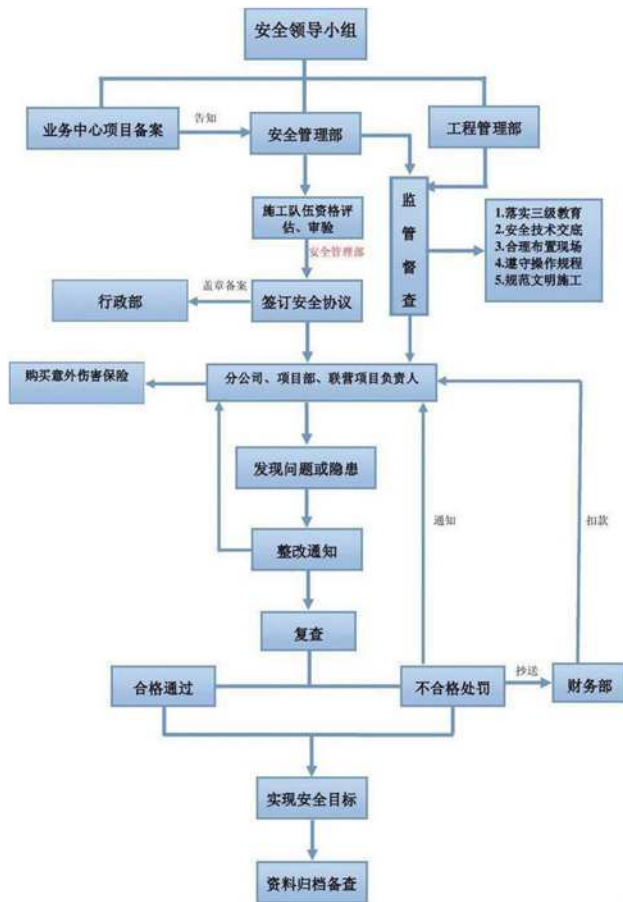 安全领导小组
业务中心项目备案
告知
安全管理部
工程管理部
施工队伍资格评
估、审验
监
管
督
查
1.落实三级教育
2.安全技术交底
3.合理布置现场
4.遵守操作规程
5.规范文明施工
安全管理部
行政部
盖章备案
签订安全协议
购买意外伤害保险
分公司、项目部、联营项目负责人
发现问题或隐患
通知
扣款
整改通知
复查
合格通过
不合格处罚
抄送
财务部
实现安全目标
资料归档备查